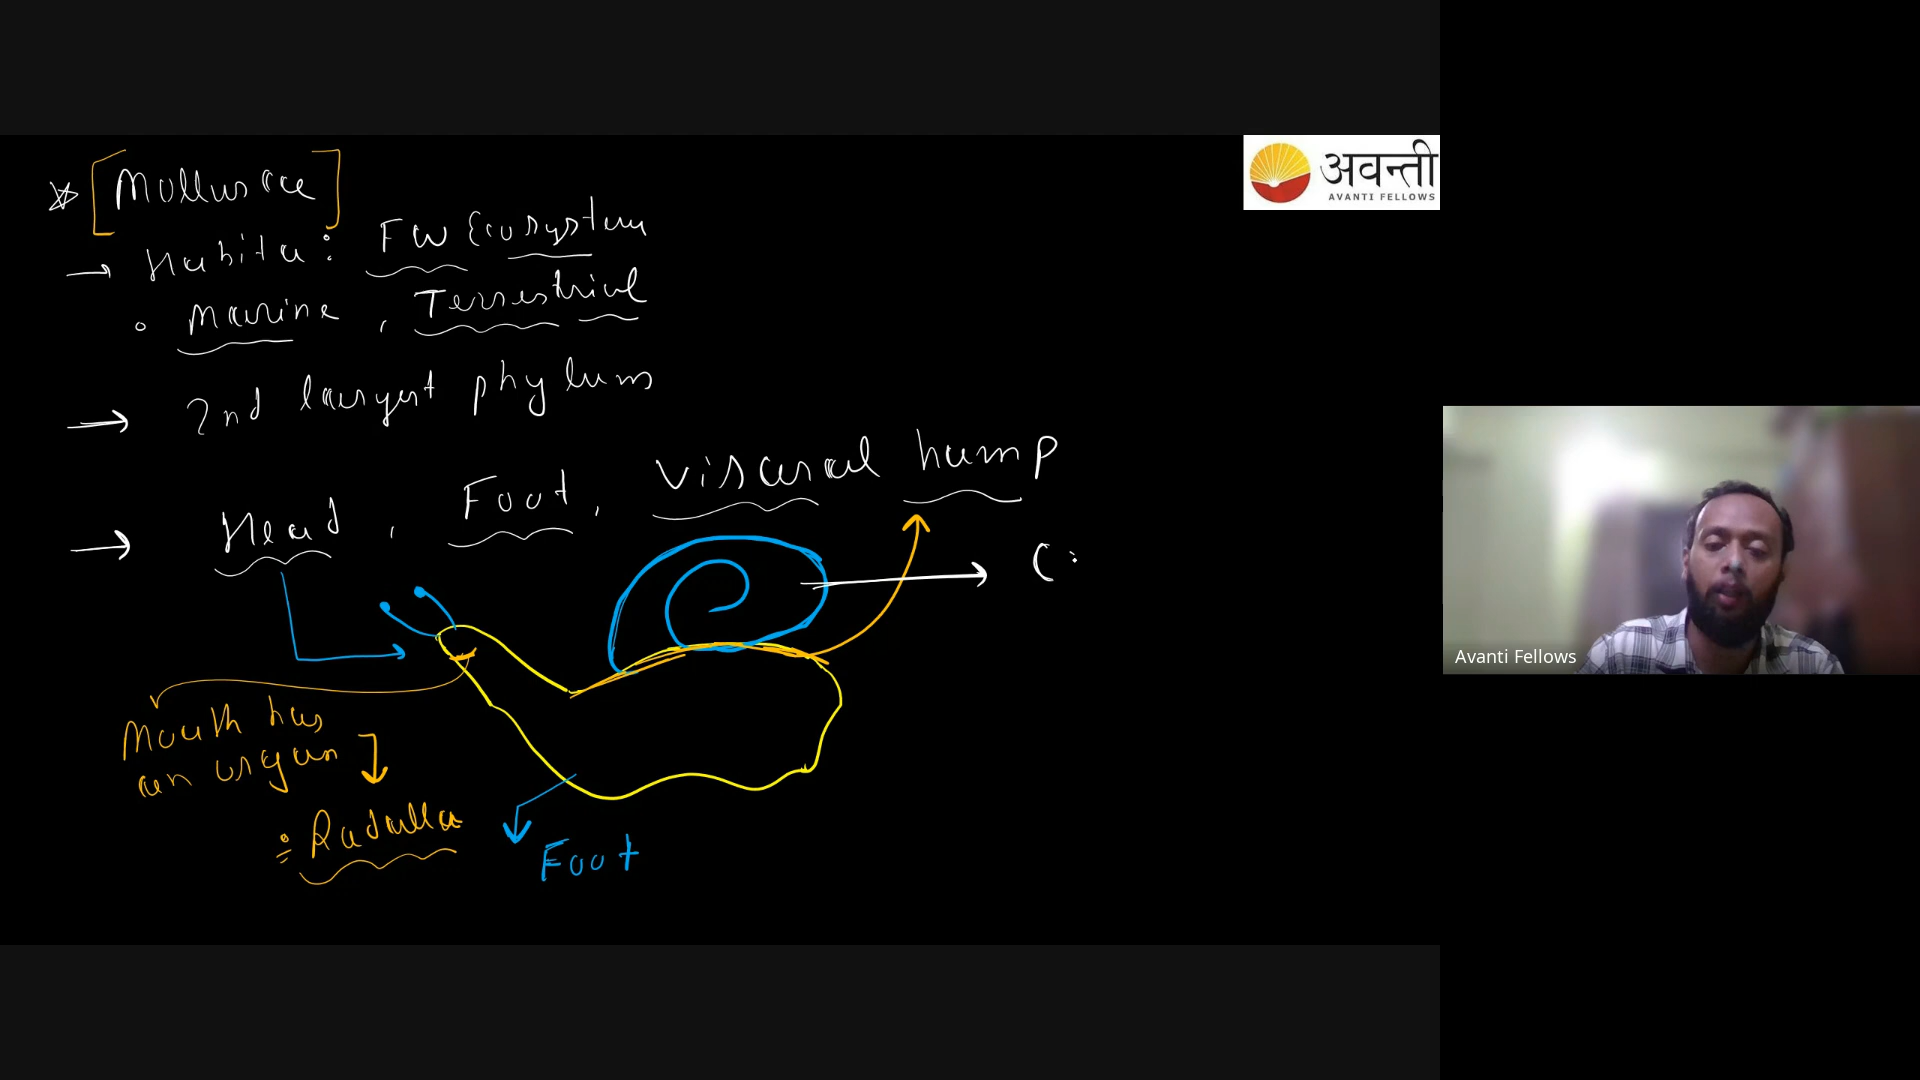 [Mollusca]
→ Habita: FW Ecosystem
• Marine, Terrestrial
→ 2nd largest phylum
→ Head, Foot, visceral hump
(:
Mouth has
an organ
: Radulla
Foot
अवन्ती
AVANTI FELLOWS
Avanti Fellows